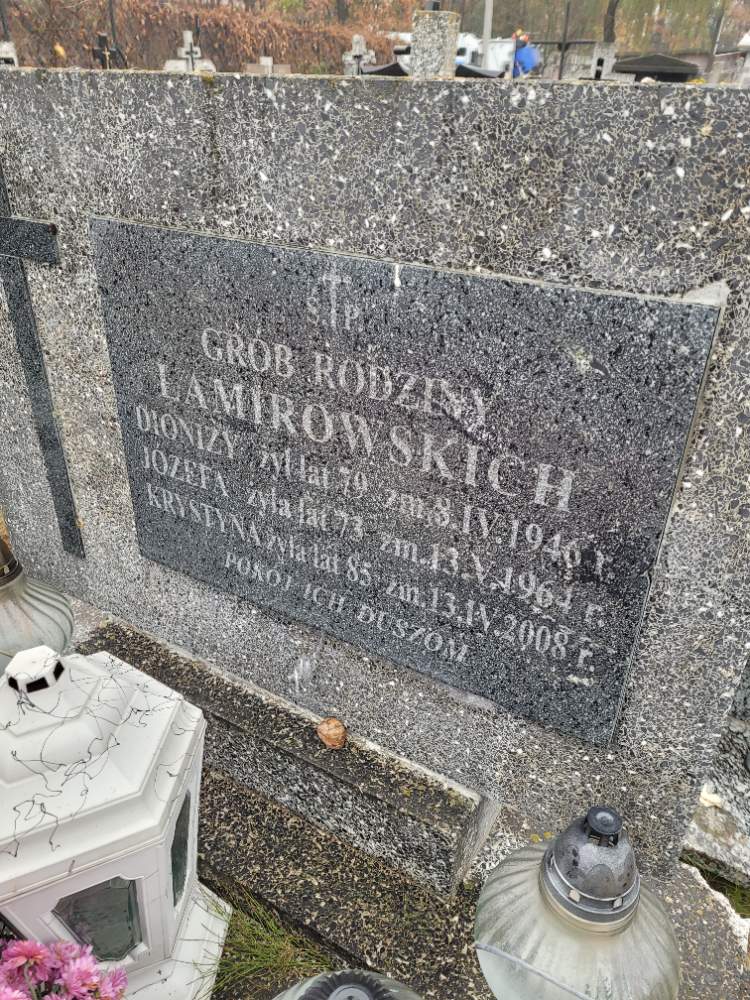 Ś P
GRÓB RODZINY
ŁAMIROWSKICH
DIONIZY żył lat 79 zm.8.IV.1946 r.
JÓZEFA żyła lat 73 zm.13.V.1964 r.
KRYSTYNA żyła lat 85 zm.13.IV.2008 r.
POKÓJ ICH DUSZOM